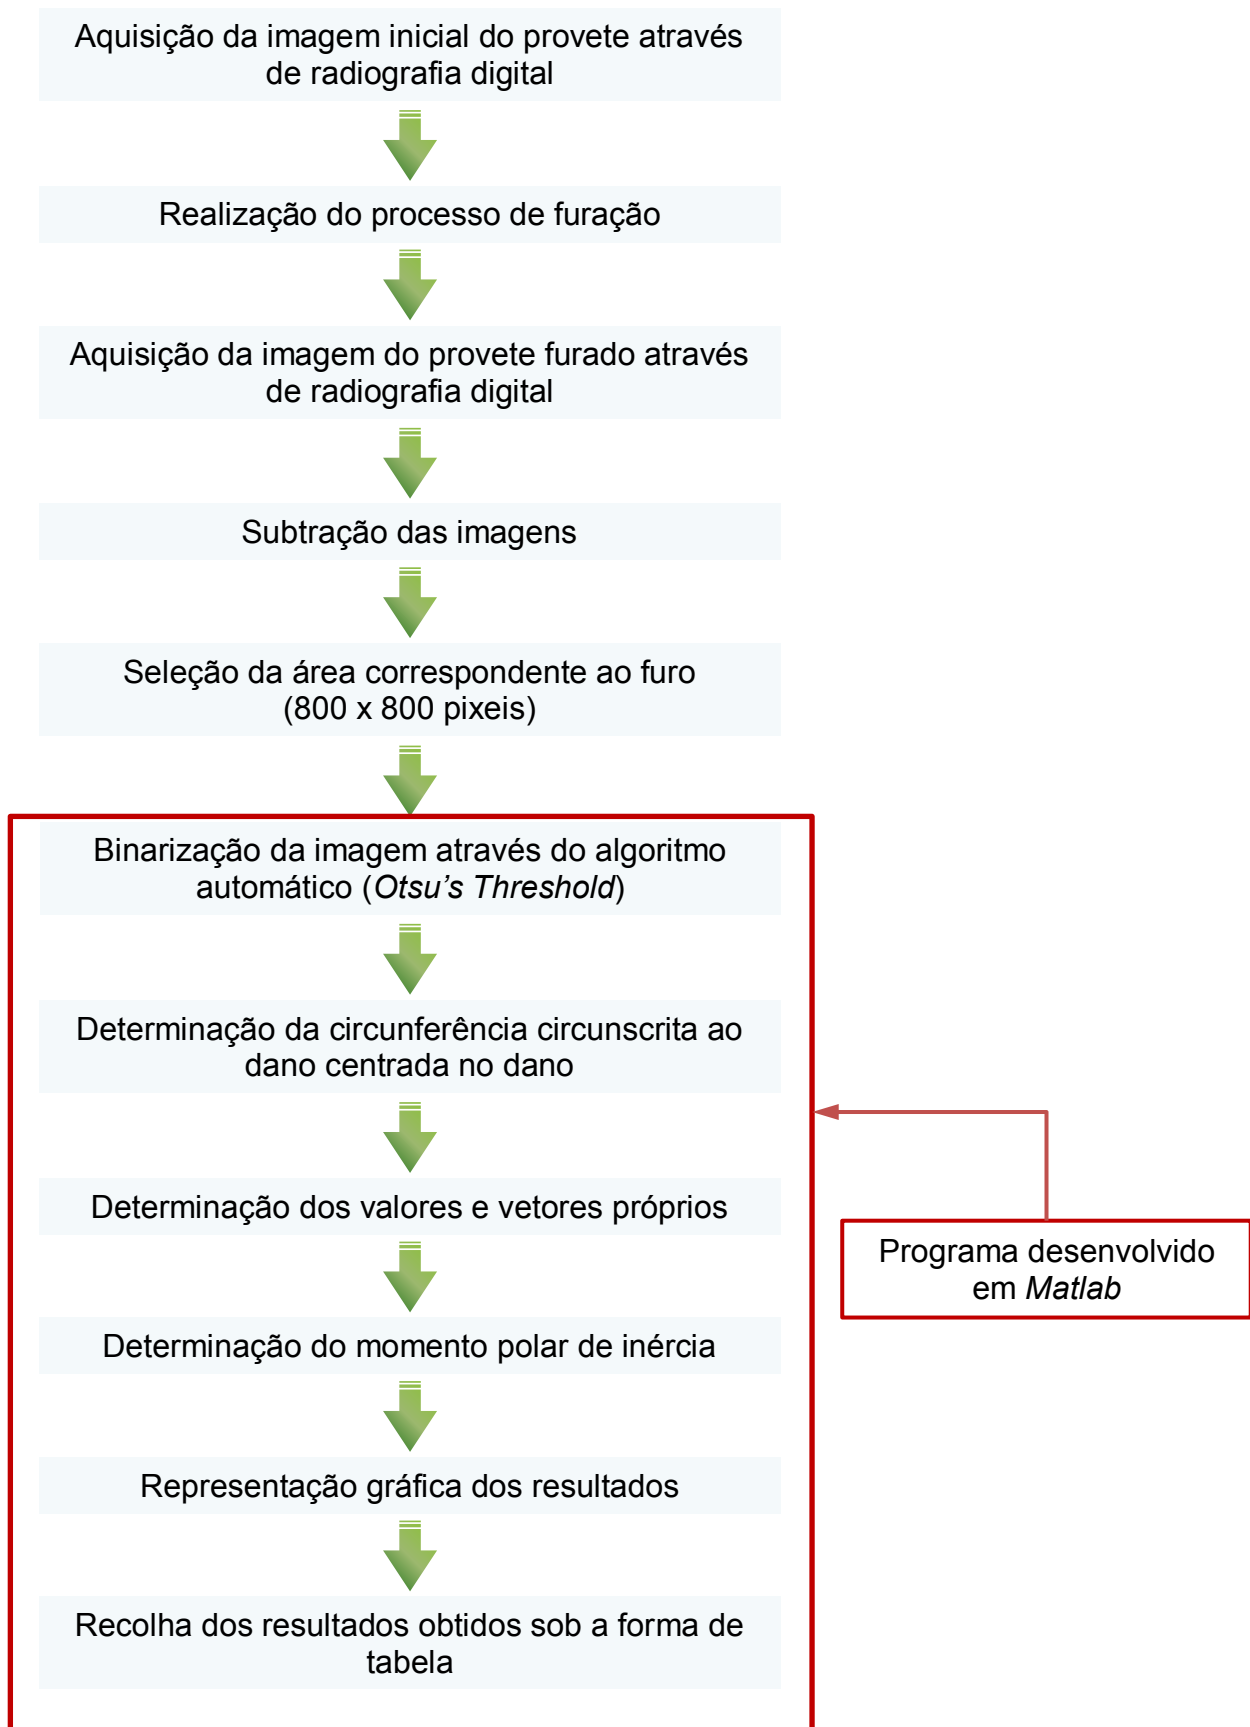 Aquisição da imagem inicial do provete através
de radiografia digital
Realização do processo de furação
Aquisição da imagem do provete furado através
de radiografia digital
Subtração das imagens
Seleção da área correspondente ao furo
(800 x 800 pixeis)
Binarização da imagem através do algoritmo
automático (Otsu’s Threshold)
Determinação da circunferência circunscrita ao
dano centrada no dano
Determinação dos valores e vetores próprios
Determinação do momento polar de inércia
Representação gráfica dos resultados
Recolha dos resultados obtidos sob a forma de
tabela
Programa desenvolvido
em Matlab